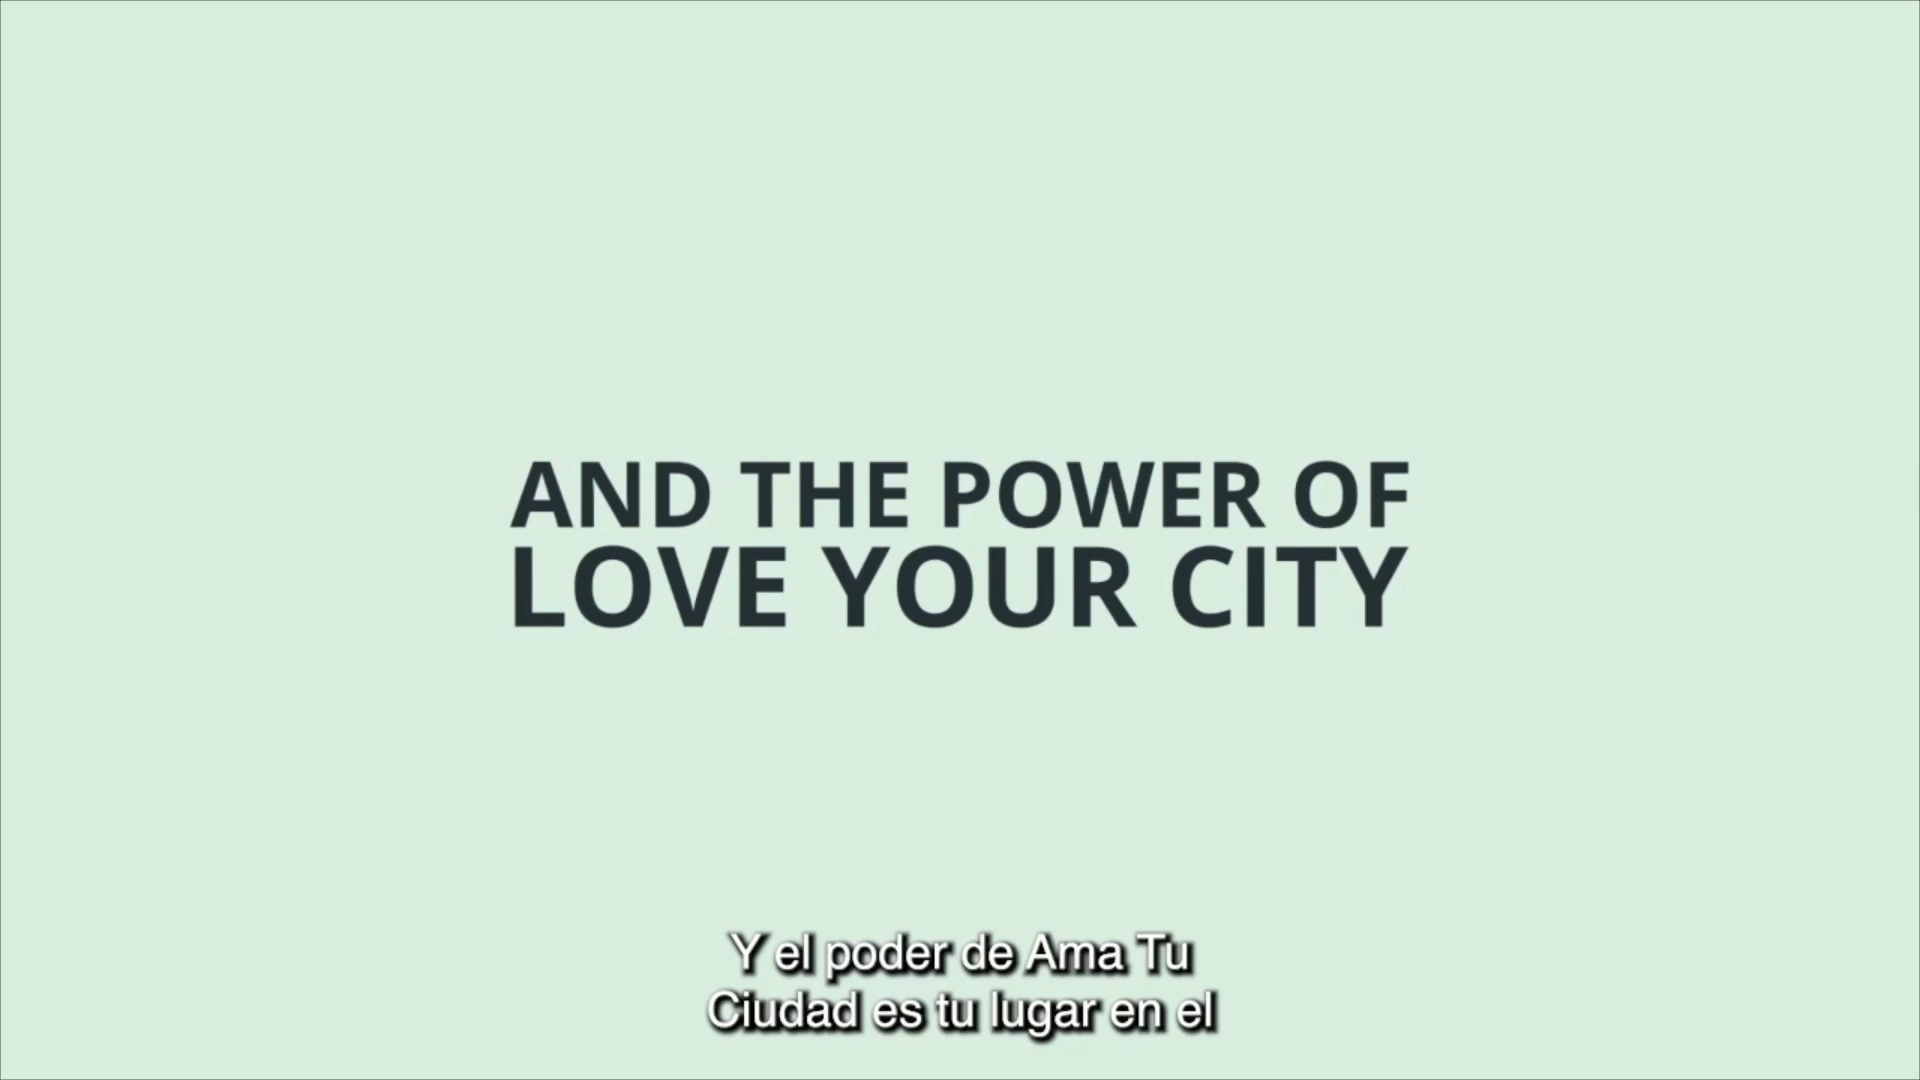 AND THE POWER OF
LOVE YOUR CITY
Y el poder de Ama Tu
Ciudad es tu lugar en el